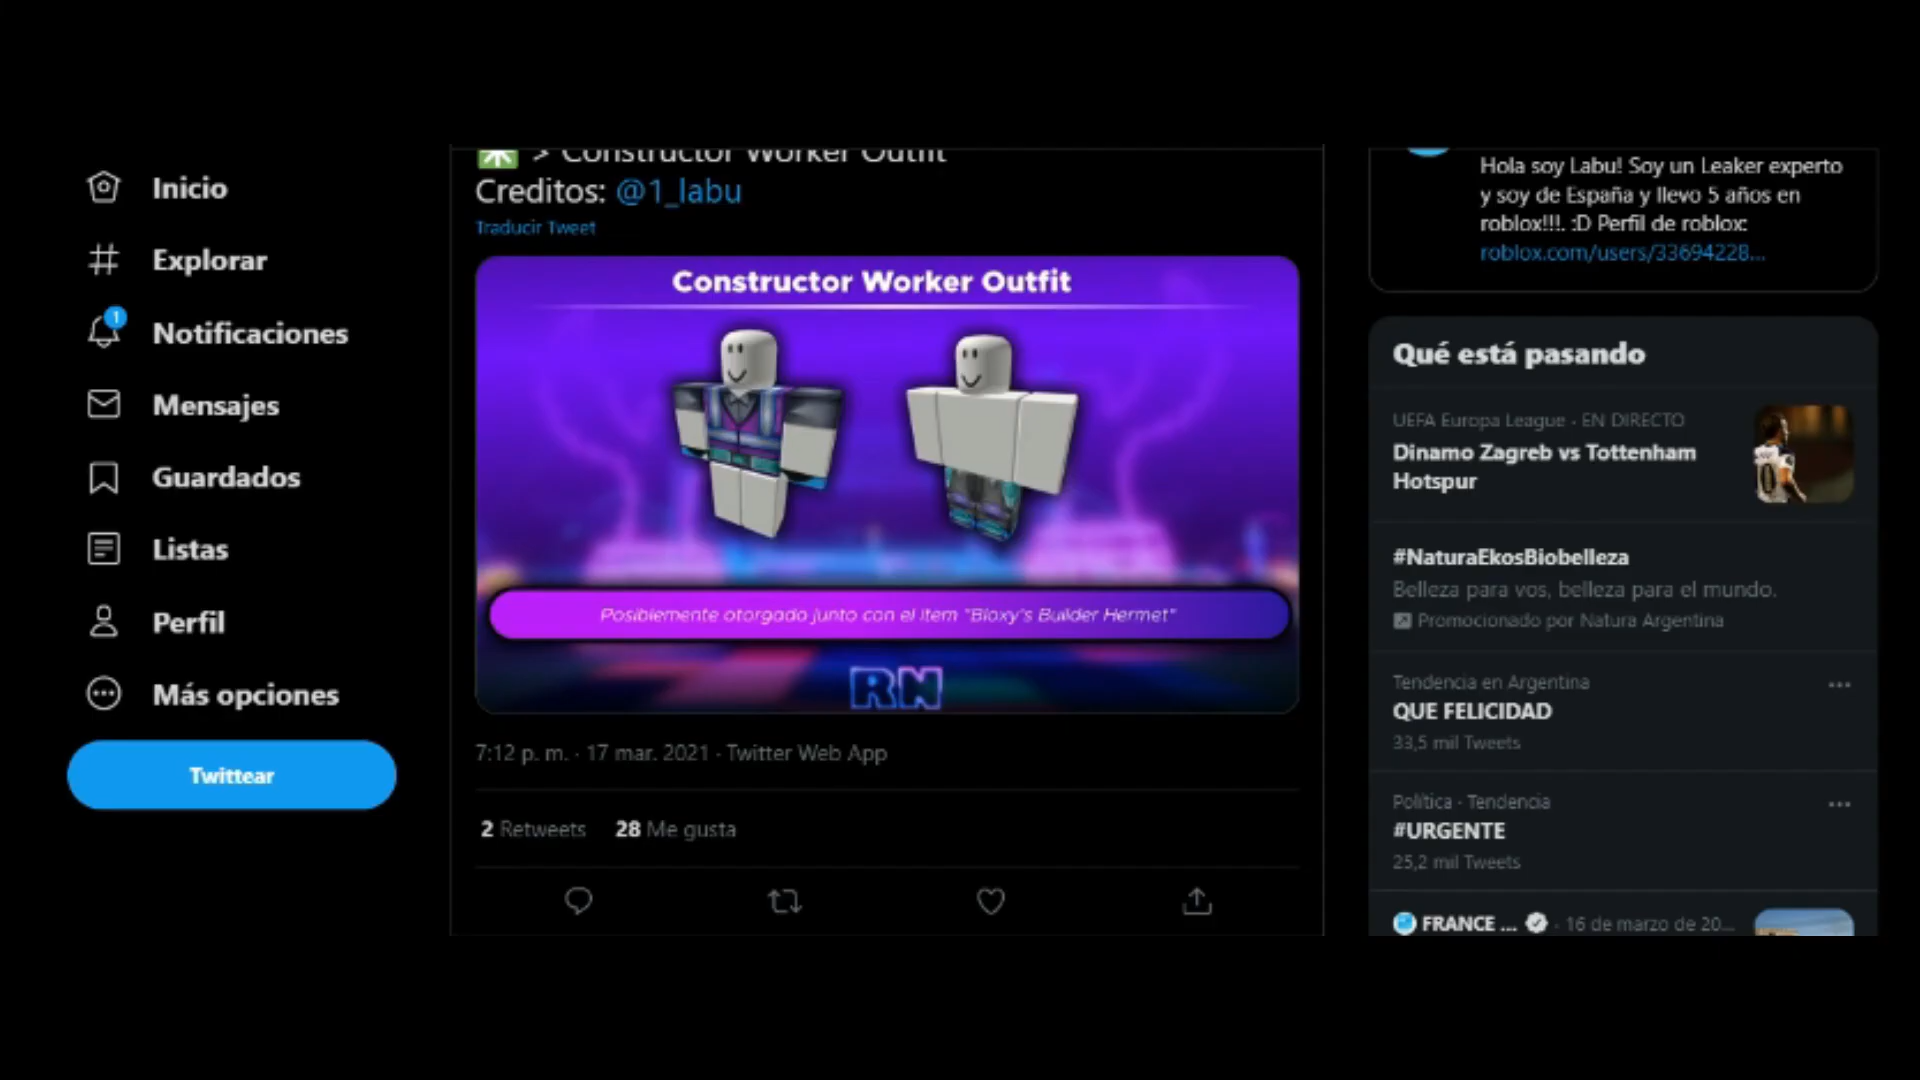 Inicio
Explorar
1
Notificaciones
Mensajes
Guardados
Listas
Perfil
Más opciones
Twittear
> Constructor Worker Outfit
Creditos: @1_labu
Traducir Tweet
Constructor Worker Outfit
Posiblemente otorgado junto con el item "Bloxy's Builder Hermet"
RN
7:12 p. m. · 17 mar. 2021 · Twitter Web App
2 Retweets 28 Me gusta
Hola soy Labu! Soy un Leaker experto
y soy de España y llevo 5 años en
roblox!!!. :D Perfil de roblox:
roblox.com/users/33694228...
Qué está pasando
UEFA Europa League · EN DIRECTO
Dinamo Zagreb vs Tottenham
Hotspur
#NaturaEkosBiobelleza
Belleza para vos, belleza para el mundo.
Promocionado por Natura Argentina
Tendencia en Argentina
QUE FELICIDAD
33,5 mil Tweets
Política · Tendencia
#URGENTE
25,2 mil Tweets
FRANCE ... · 16 de marzo de 20...